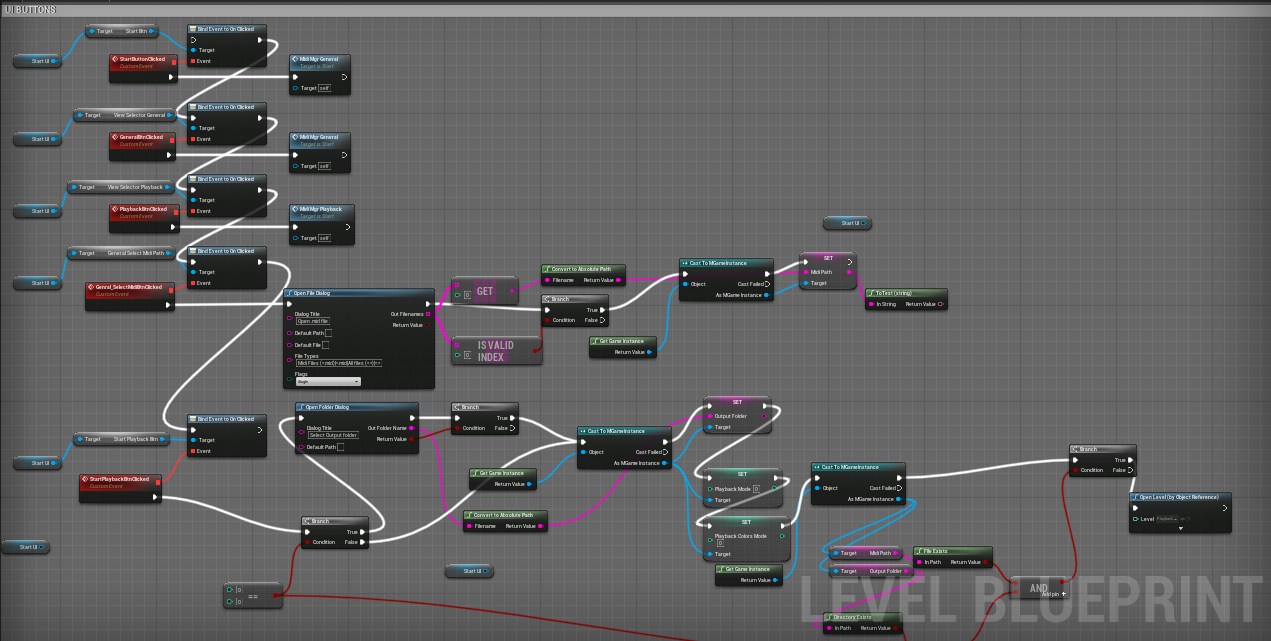 UI BUTTONS
Target Start Btn
Start UI
Bind Event to On Clicked
Target
Event
StartButtonClicked
Custom Event
Midi Mgr General
Target is Start
Target self
Target View Selector General
Start UI
Bind Event to On Clicked
Target
Event
GeneralBtnClicked
Custom Event
Midi Mgr General
Target is Start
Target self
Target View Selector Playback
Start UI
Bind Event to On Clicked
Target
Event
PlaybackBtnClicked
Custom Event
Midi Mgr Playback
Target is Start
Target self
Target General Select Midi Path
Start UI
Bind Event to On Clicked
Target
Event
Genral_SelectMidiBtnClicked
Custom Event
Open File Dialog
Dialog Title
Open .mid file
Default Path
Default File
File Types
Flags
Single
Out Filenames
Return Value
GET
0
IS VALID INDEX
0
Convert to Absolute Path
Filename Return Value
Branch
True
Condition False
Get Game Instance
Return Value
Cast To MGameInstance
Object Cast Failed
As MGame Instance
Start UI
SET
Midi Path
Target
ToText (string)
In String Return Value
Bind Event to On Clicked
Target
Event
Target Start Playback Btn
Start UI
StartPlaybackBtnClicked
Custom Event
Start UI
Open Folder Dialog
Dialog Title
Select Output folder
Default Path
Out Folder Name
Return Value
Branch
True
Condition False
Branch
True
Condition False
0
0
==
Get Game Instance
Return Value
Convert to Absolute Path
Filename Return Value
Start UI
Cast To MGameInstance
Object Cast Failed
As MGame Instance
SET
Output Folder
Target
SET
Playback Mode 0
Target
SET
Playback Colors Mode
0
Target
Get Game Instance
Return Value
Cast To MGameInstance
Object Cast Failed
As MGame Instance
Target Midi Path
Target Output Folder
File Exists
In Path Return Value
Directory Exists
In Path Return Value
AND
Add pin +
Branch
True
Condition False
Open Level (by Object Reference)
Level Playback
LEVEL BLUEPRINT